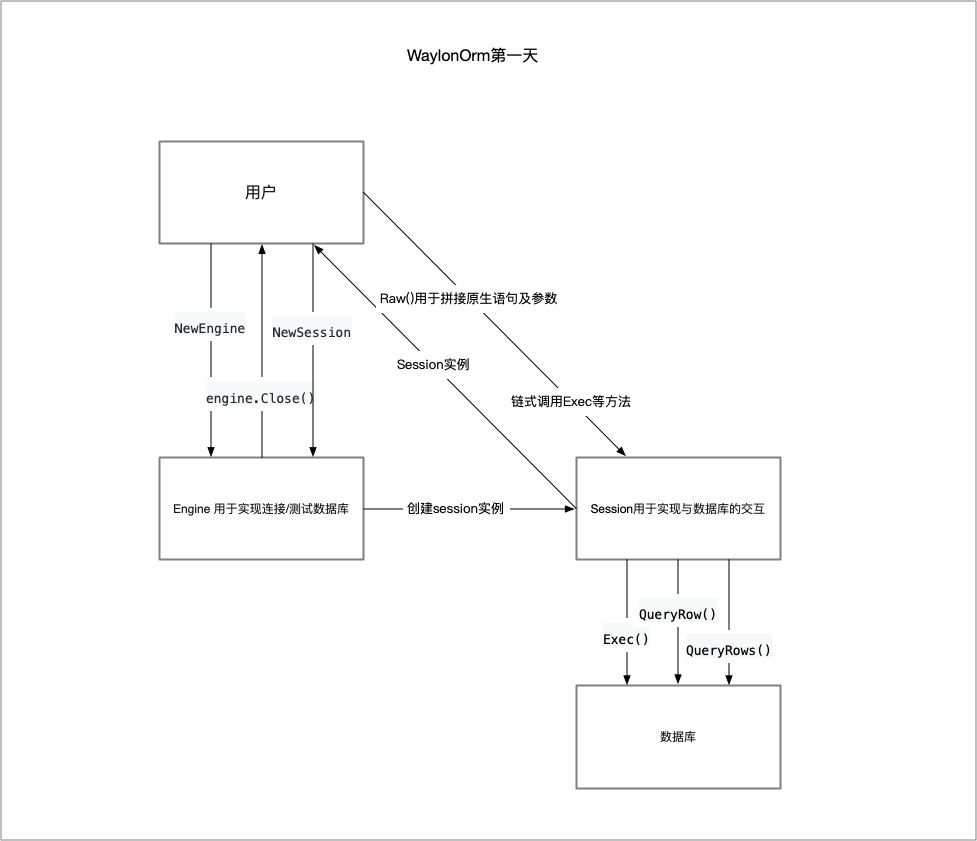 WaylonOrm第一天
用户
Raw()用于拼接原生语句及参数
NewEngine
NewSession
Session实例
engine.Close()
链式调用Exec等方法
Engine 用于实现连接/测试数据库
创建session实例
Session用于实现与数据库的交互
QueryRow()
Exec()
QueryRows()
数据库